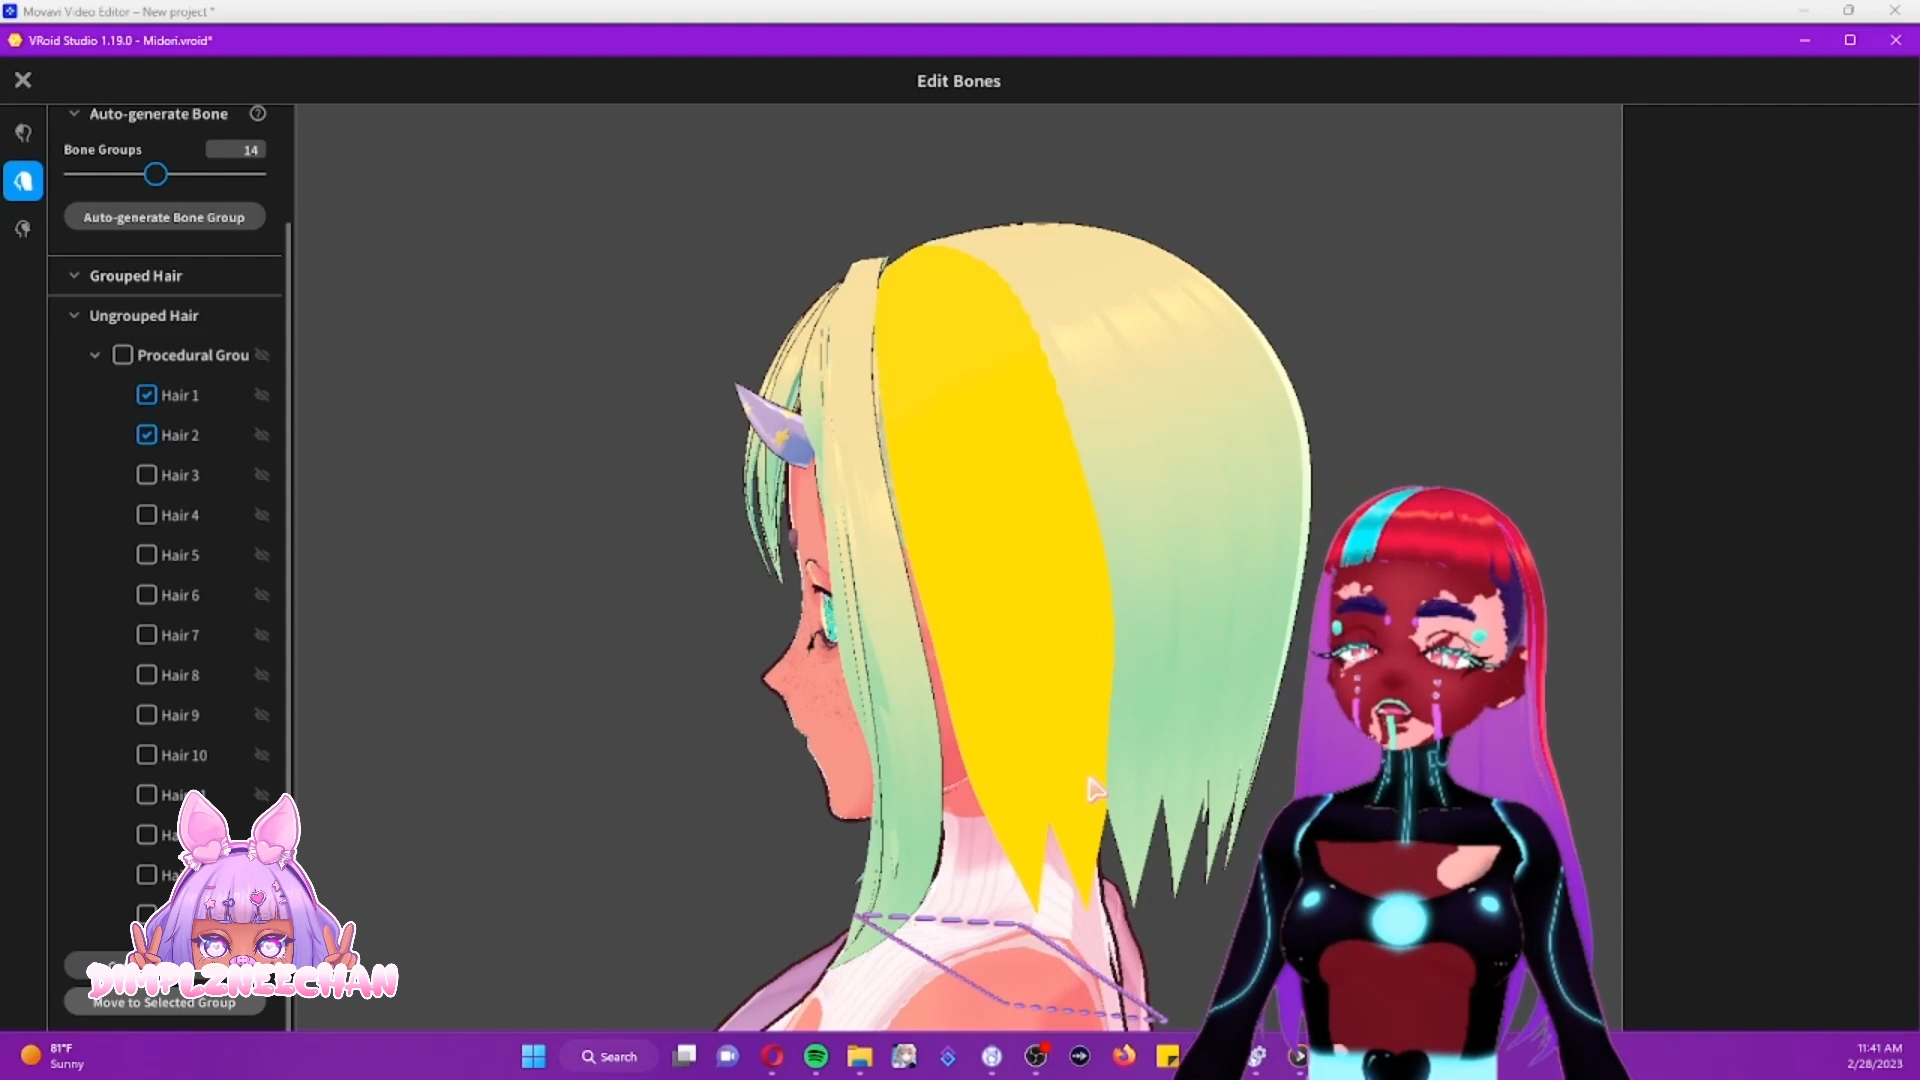 Movavi Video Editor – New project *
VRoid Studio 1.19.0 - Midori.vroid*
Edit Bones
Auto-generate Bone
Bone Groups
14
Auto-generate Bone Group
Grouped Hair
Ungrouped Hair
Procedural Grou
Hair 1
Hair 2
Hair 3
Hair 4
Hair 5
Hair 6
Hair 7
Hair 8
Hair 9
Hair 10
DIMPLZNEECHAN
Move to Selected Group
81°F
Sunny
Search
11:41 AM
2/28/2023